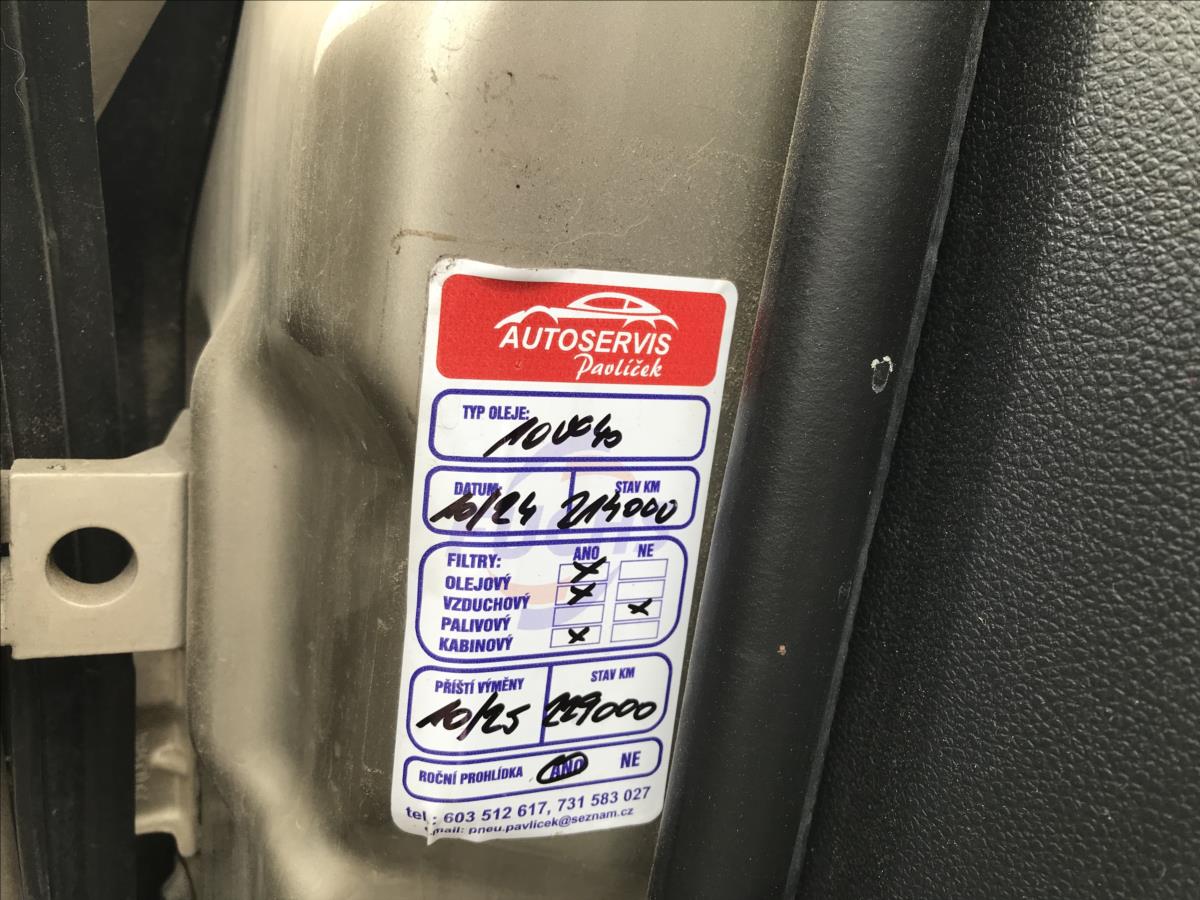 AUTOSERVIS
Pavlíček
TYP OLEJE:
10W40
DATUM: STAV KM
10/24 214000
FILTRY: ANO NE
OLEJOVÝ X
VZDUCHOVÝ X
PALIVOVÝ X
KABINOVÝ X
PŘÍŠTÍ VÝMĚNY STAV KM
10/25 229000
ROČNÍ PROHLÍDKA ANO NE
tel.: 603 512 617, 731 583 027
email: pneu.pavlicek@seznam.cz